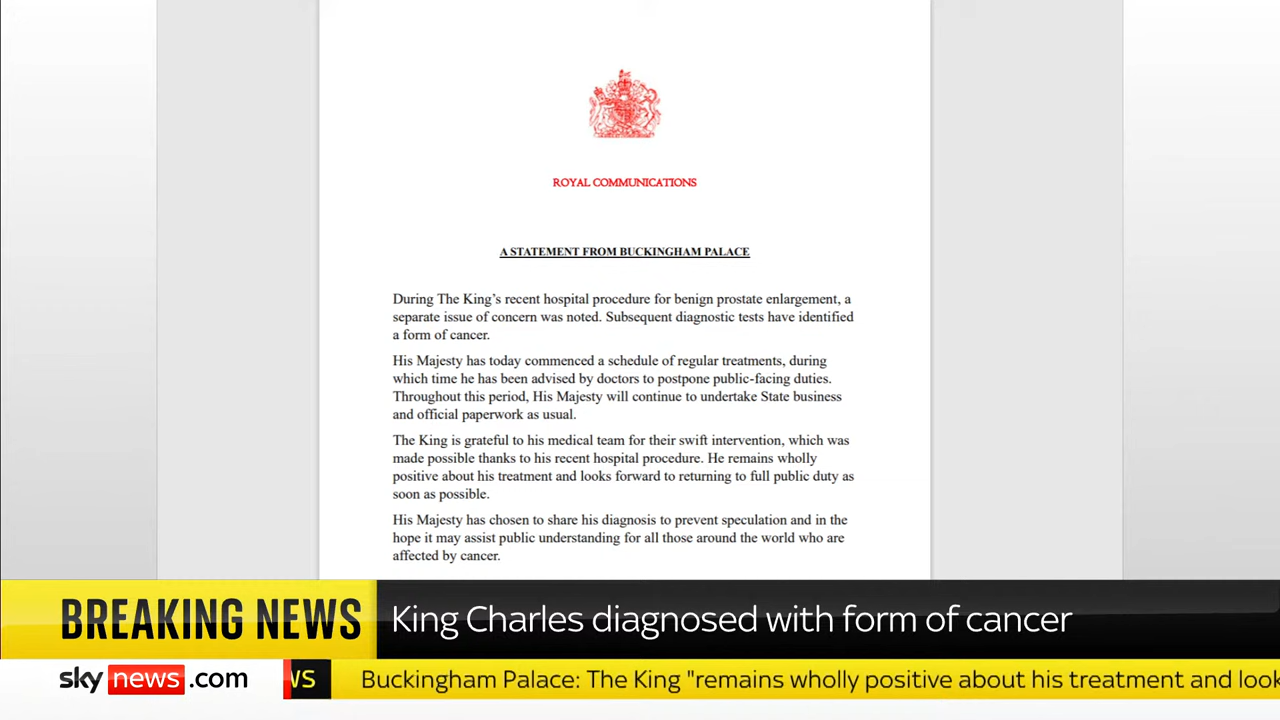 ROYAL COMMUNICATIONS
A STATEMENT FROM BUCKINGHAM PALACE
During The King’s recent hospital procedure for benign prostate enlargement, a
separate issue of concern was noted. Subsequent diagnostic tests have identified
a form of cancer.
His Majesty has today commenced a schedule of regular treatments, during
which time he has been advised by doctors to postpone public-facing duties.
Throughout this period, His Majesty will continue to undertake State business
and official paperwork as usual.
The King is grateful to his medical team for their swift intervention, which was
made possible thanks to his recent hospital procedure. He remains wholly
positive about his treatment and looks forward to returning to full public duty as
soon as possible.
His Majesty has chosen to share his diagnosis to prevent speculation and in the
hope it may assist public understanding for all those around the world who are
affected by cancer.
BREAKING NEWS
King Charles diagnosed with form of cancer
sky news.com
WS
Buckingham Palace: The King "remains wholly positive about his treatment and look